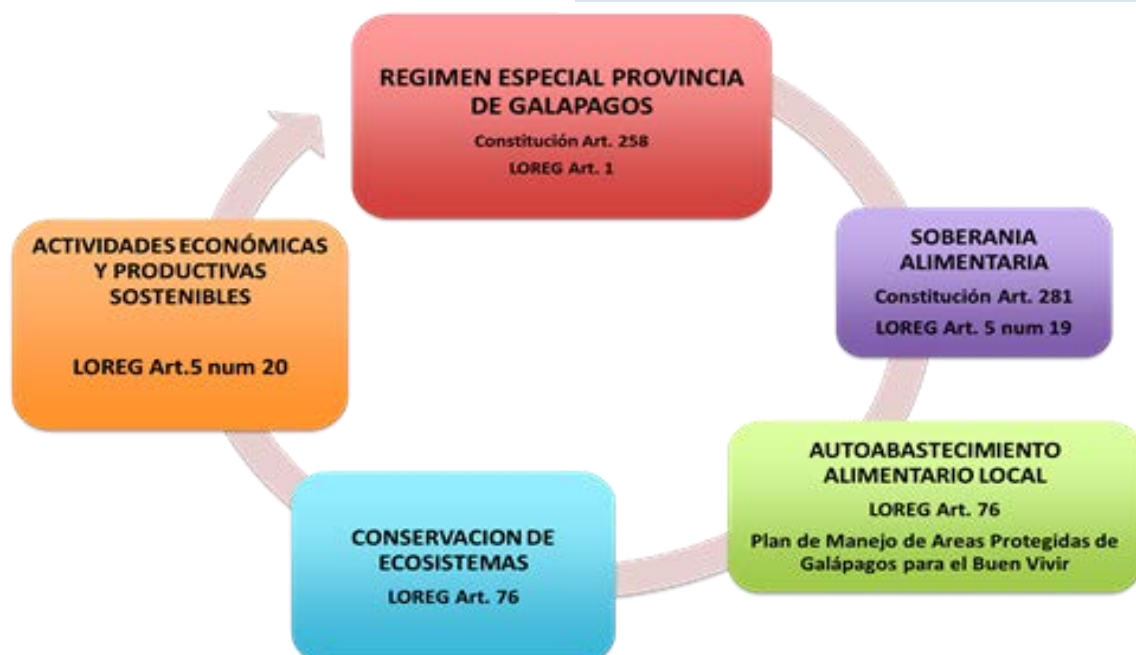 REGIMEN ESPECIAL PROVINCIA
DE GALAPAGOS
Constitución Art. 258
LOREG Art. 1
SOBERANIA
ALIMENTARIA
Constitución Art. 281
LOREG Art. 5 num 19
AUTOABASTECIMIENTO
ALIMENTARIO LOCAL
LOREG Art. 76
Plan de Manejo de Areas Protegidas de
Galápagos para el Buen Vivir
CONSERVACION DE
ECOSISTEMAS
LOREG Art. 76
ACTIVIDADES ECONÓMICAS
Y PRODUCTIVAS
SOSTENIBLES
LOREG Art.5 num 20